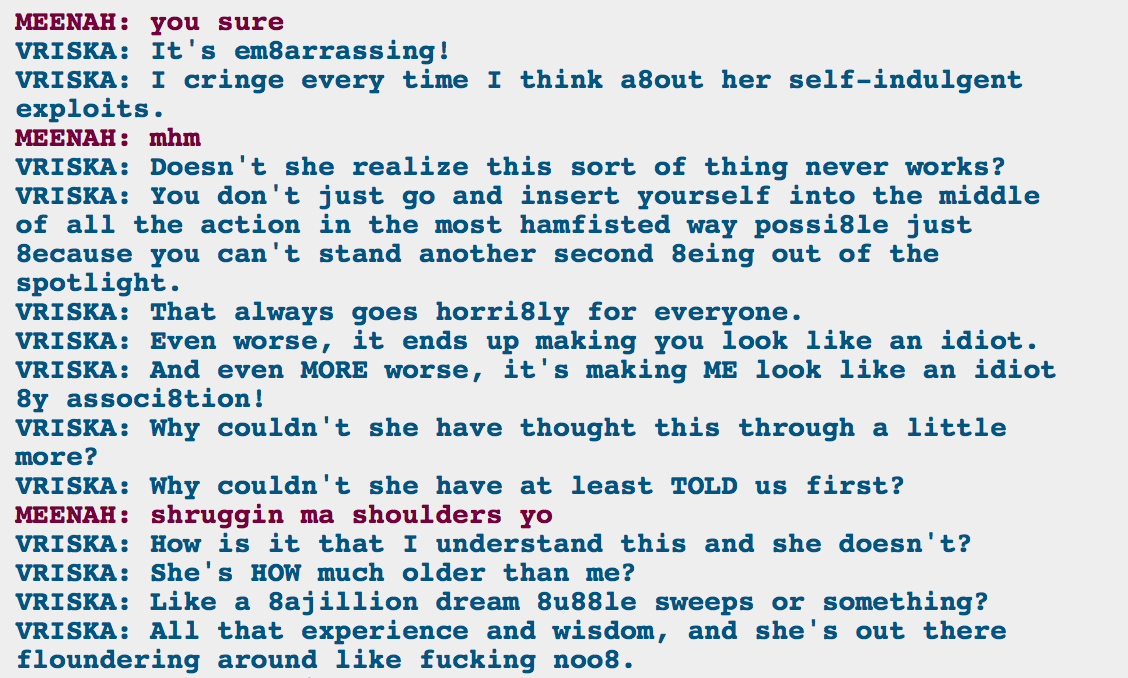 MEENAH: you sure
VRISKA: It's em8arrassing!
VRISKA: I cringe every time I think a8out her self-indulgent
exploits.
MEENAH: mhm
VRISKA: Doesn't she realize this sort of thing never works?
VRISKA: You don't just go and insert yourself into the middle
of all the action in the most hamfisted way possi8le just
8ecause you can't stand another second 8eing out of the
spotlight.
VRISKA: That always goes horri8ly for everyone.
VRISKA: Even worse, it ends up making you look like an idiot.
VRISKA: And even MORE worse, it's making ME look like an idiot
8y associ8tion!
VRISKA: Why couldn't she have thought this through a little
more?
VRISKA: Why couldn't she have at least TOLD us first?
MEENAH: shruggin ma shoulders yo
VRISKA: How is it that I understand this and she doesn't?
VRISKA: She's HOW much older than me?
VRISKA: Like a 8ajillion dream 8u88le sweeps or something?
VRISKA: All that experience and wisdom, and she's out there
floundering around like fucking noo8.